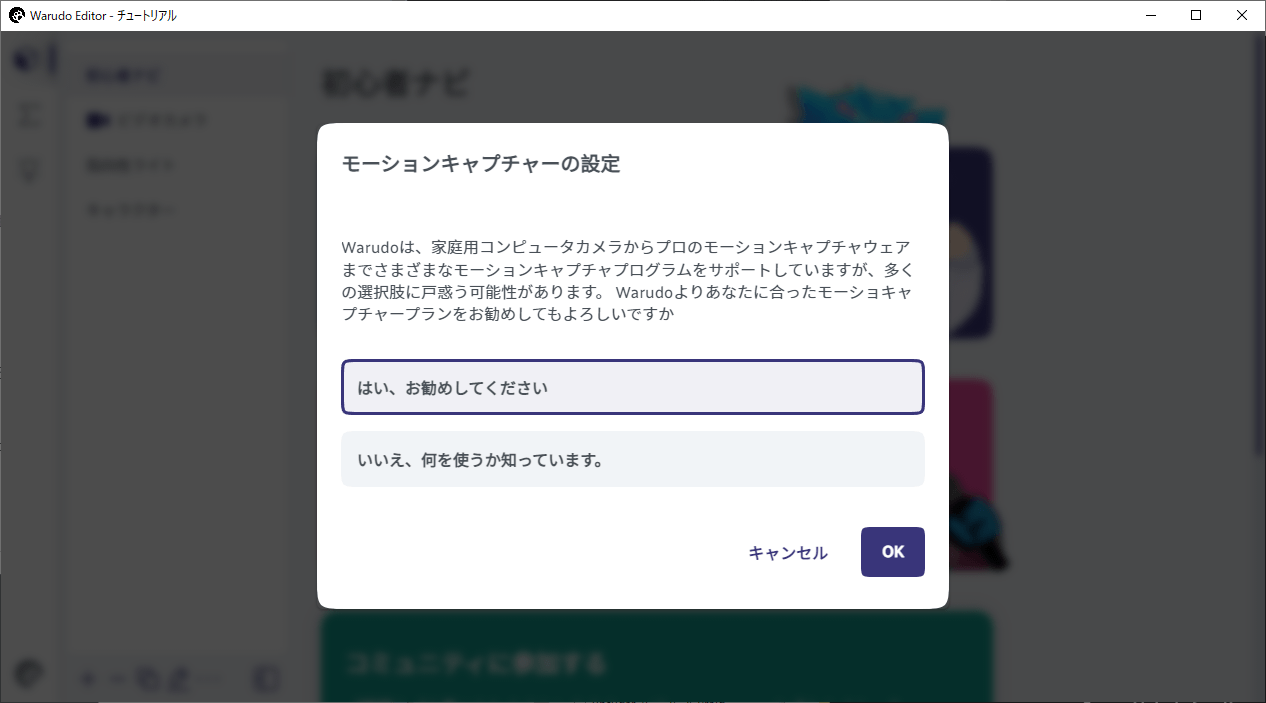 Warudo Editor - チュートリアル
初心者ナビ
初心者ナビ
モーションキャプチャーの設定
Warudoは、家庭用コンピュータカメラからプロのモーションキャプチャウェア
までさまざまなモーションキャプチャプログラムをサポートしていますが、多く
の選択肢に戸惑う可能性があります。 Warudoよりあなたに合ったモーショキャ
プチャープランをお勧めしてもよろしいですか
はい、お勧めしてください
いいえ、何を使うか知っています。
キャンセル
OK
コミュニティに参加する